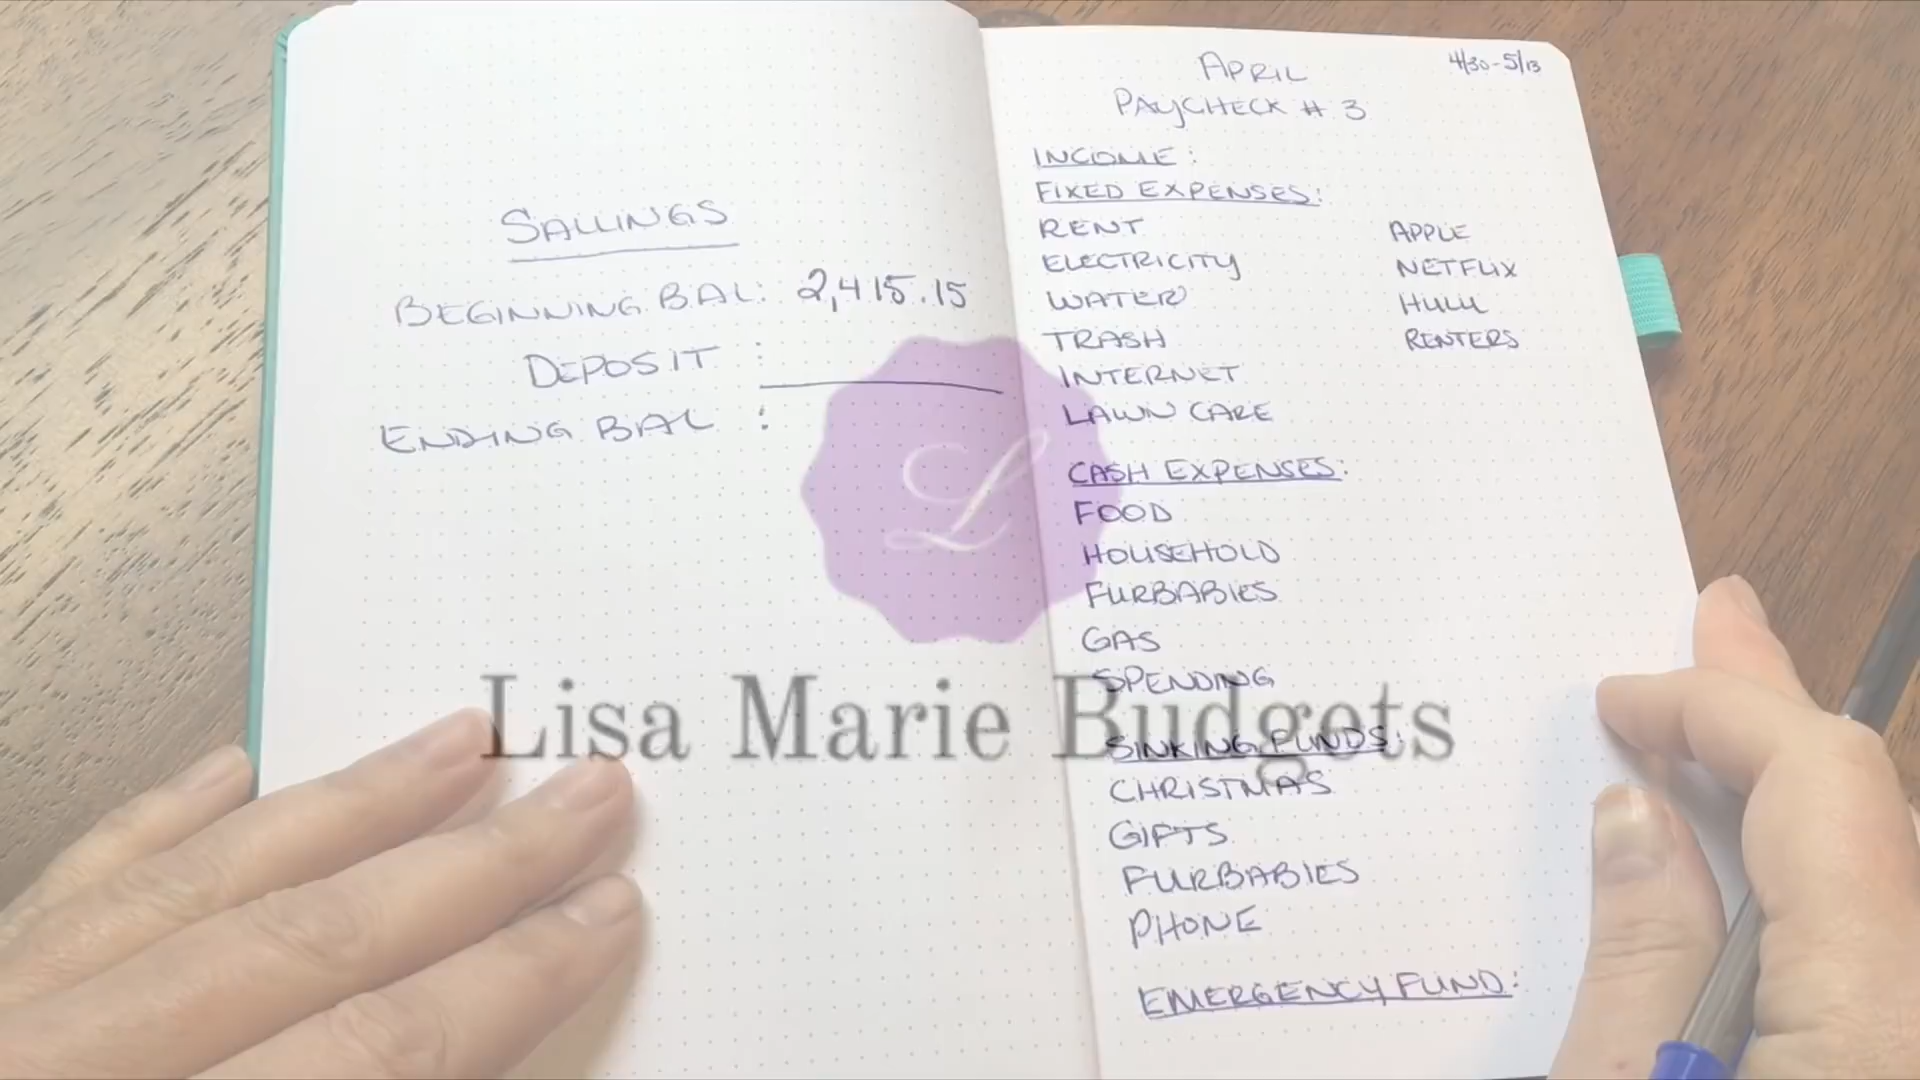 SAVINGS
BEGINNING BAL: 2,415.15
DEPOSIT :
ENDING BAL :
APRIL 4/30-5/13
PAYCHECK # 3
INCOME:
FIXED EXPENSES:
RENT APPLE
ELECTRICITY NETFLIX
WATER HULU
TRASH RENTERS
INTERNET
LAWN CARE
CASH EXPENSES:
FOOD
HOUSEHOLD
FURBABIES
GAS
SPENDING
SINKING FUNDS:
CHRISTMAS
GIFTS
FURBABIES
PHONE
EMERGENCY FUND:
L
Lisa Marie Budgets